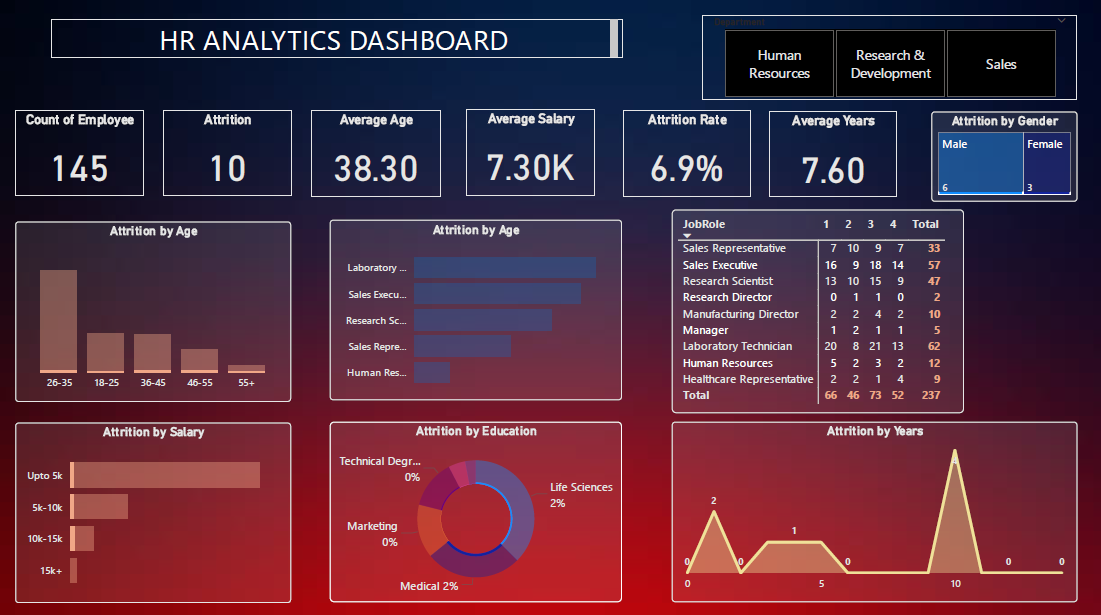 HR ANALYTICS DASHBOARD
Department
Human
Resources
Research &
Development
Sales
Count of Employee
145
Attrition
10
Average Age
38.30
Average Salary
7.30K
Attrition Rate
6.9%
Average Years
7.60
Attrition by Gender
Male
Female
6
3
Attrition by Age
26-35 18-25 36-45 46-55 55+
Attrition by Age
Laboratory ...
Sales Execu...
Research Sc...
Sales Repre...
Human Res...
JobRole 1 2 3 4 Total
Sales Representative 7 10 9 7 33
Sales Executive 16 9 18 14 57
Research Scientist 13 10 15 9 47
Research Director 0 1 1 0 2
Manufacturing Director 2 2 4 2 10
Manager 1 2 1 1 5
Laboratory Technician 20 8 21 13 62
Human Resources 5 2 3 2 12
Healthcare Representative 2 2 1 4 9
Total 66 46 73 52 237
Attrition by Salary
Upto 5k
5k-10k
10k-15k
15k+
Attrition by Education
Technical Degr...
0%
Life Sciences
2%
Marketing
0%
Medical 2%
Attrition by Years
2
1
0 0 0 0 0
0 5 10